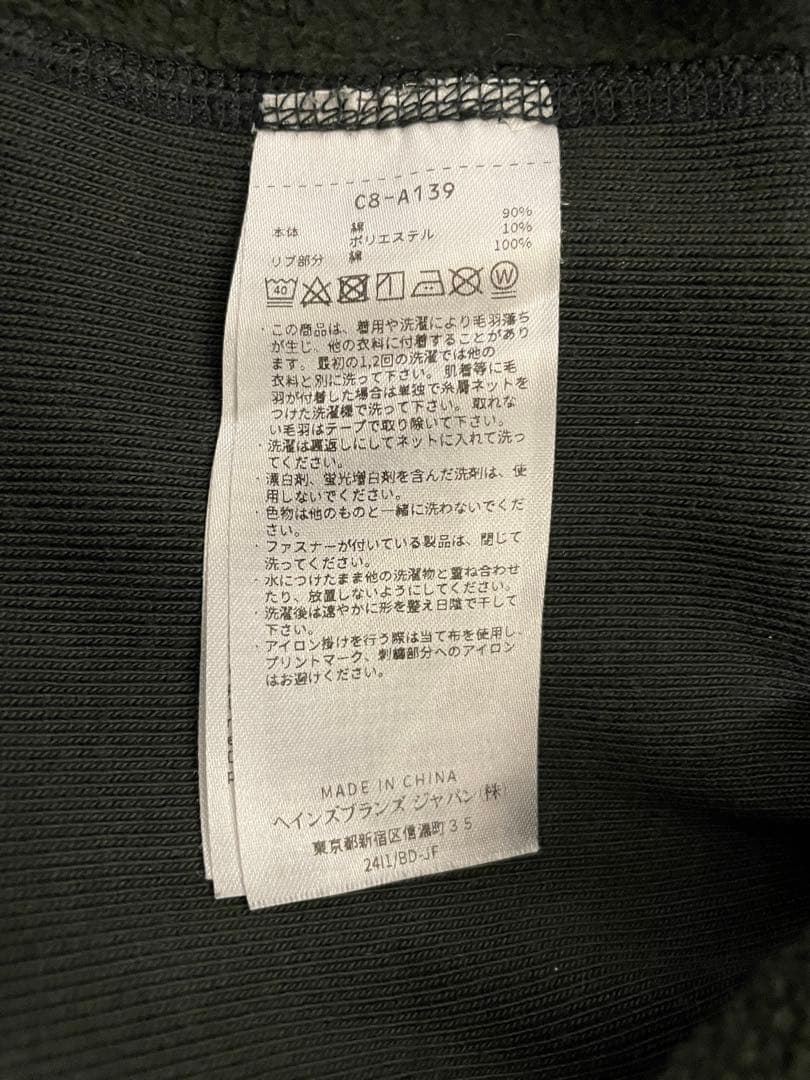 C8-A139
本体 綿 90%
ポリエステル 10%
リブ部分 綿 100%
40 W
・この商品は、着用や洗濯により毛羽落ち
が生じ、他の衣料に付着することがあり
ます。最初の1,2回の洗濯では他の
衣料と別に洗って下さい。肌着等に毛
羽が付着した場合は単独で糸屑ネットを
つけた洗濯機で洗って下さい。取れな
い毛羽はテープで取り除いて下さい。
・洗濯は裏返しにしてネットに入れて洗っ
てください。
・漂白剤、蛍光増白剤を含んだ洗剤は、使
用しないでください。
・色物は他のものと一緒に洗わないでくだ
さい。
・ファスナーが付いている製品は、閉じて
洗ってください。
・水につけたまま他の洗濯物と重ね合わせ
たり、放置しないようにしてください。
・洗濯後は速やかに形を整え日陰で干して
下さい。
・アイロン掛けを行う際は当て布を使用し、
プリントマーク、刺繍部分へのアイロン
はお避けください。
MADE IN CHINA
ヘインズブランズ ジャパン(株)
東京都新宿区信濃町35
24I1/BD-JF